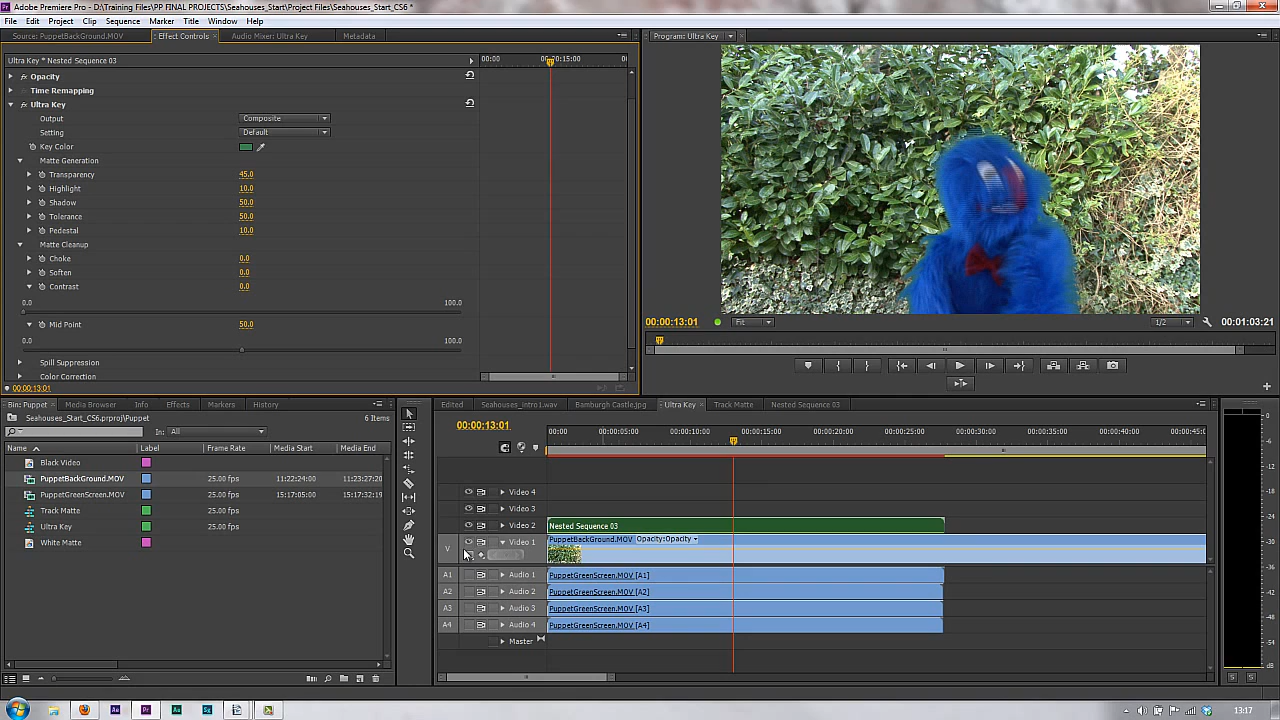 Adobe Premiere Pro - D:\Training Files\PP FINAL PROJECTS\Seahouses_Start\Project Files\Seahouses_Start_CS6 *
File Edit Project Clip Sequence Marker Title Window Help
Source: PuppetBackGround.MOV Effect Controls Audio Mixer: Ultra Key Metadata
Program: Ultra Key
Ultra Key * Nested Sequence 03
00:00 00:00:15:00
Opacity
Time Remapping
Ultra Key
Output Composite
Setting Default
Key Color
Matte Generation
Transparency 45.0
Highlight 10.0
Shadow 50.0
Tolerance 50.0
Pedestal 10.0
Matte Cleanup
Choke 0.0
Soften 0.0
Contrast 0.0
0.0 100.0
Mid Point 50.0
0.0 100.0
Spill Suppression
Color Correction
00:00:13:01
00:00:13:01 Fit 1/2 00:01:03:21
Bin: Puppet Media Browser Info Effects Markers History
Seahouses_Start_CS6.prproj\Puppet 6 Items
In: All
Name Label Frame Rate Media Start Media End
Black Video
PuppetBackGround.MOV 25.00 fps 11:22:24:00 11:23:27:20
PuppetGreenScreen.MOV 25.00 fps 15:17:05:00 15:17:32:19
Track Matte 25.00 fps
Ultra Key 25.00 fps
White Matte
Edited Seahouses_Intro1.wav Bamburgh Castle.jpg Ultra Key Track Matte Nested Sequence 03
00:00:13:01
00:00 00:00:05:00 00:00:10:00 00:00:15:00 00:00:20:00 00:00:25:00 00:00:30:00 00:00:35:00 00:00:40:00 00:00:45:0
Video 4
Video 3
Video 2 Nested Sequence 03
V Video 1 PuppetBackGround.MOV Opacity:Opacity
A1 Audio 1 PuppetGreenScreen.MOV [A1]
A2 Audio 2 PuppetGreenScreen.MOV [A2]
A3 Audio 3 PuppetGreenScreen.MOV [A3]
A4 Audio 4 PuppetGreenScreen.MOV [A4]
Master
0
-6
-12
-18
-24
-30
-36
-42
-48
-54
S S
13:17